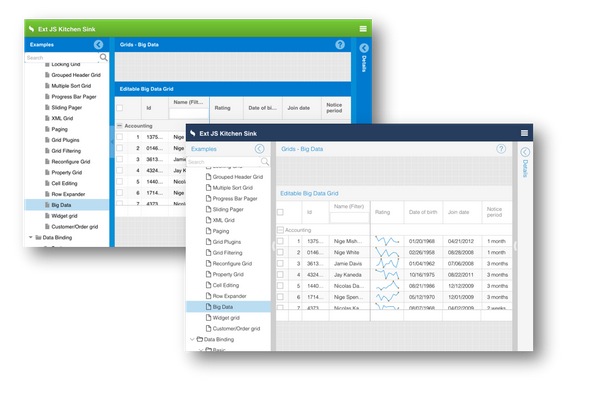 Ext JS Kitchen Sink
Examples
Grids - Big Data
Details
Search
Locking Grid
Grouped Header Grid
Multiple Sort Grid
Progress Bar Pager
Sliding Pager
XML Grid
Paging
Grid Plugins
Grid Filtering
Reconfigure Grid
Property Grid
Cell Editing
Row Expander
Big Data
Widget grid
Customer/Order grid
Data Binding
Editable Big Data Grid
Id Name (Filt... Rating Date of bi... Join date Notice period
Accounting
1 1375... Nige
2 0146... Nige
3 3613... Jamie
4 4324... Jay K
5 1440... Nicol
6 1714... Nige
7 4373
Ext JS Kitchen Sink
Examples
Grids - Big Data
Details
Search
Grouped Header Grid
Multiple Sort Grid
Progress Bar Pager
Sliding Pager
XML Grid
Paging
Grid Plugins
Grid Filtering
Reconfigure Grid
Property Grid
Cell Editing
Row Expander
Big Data
Widget grid
Customer/Order grid
Data Binding
Basic
Editable Big Data Grid
Id Name (Filter) Rating Date of birth Join date Notice period
Accounting
1 1375... Nige Mish... 01/20/1968 04/21/2012 1 month
2 0146... Nige White 02/26/1958 08/26/2008 1 month
3 3613... Jamie Davis 01/04/1962 07/06/2008 3 months
4 4324... Jay Kaneda 10/16/1975 08/22/2011 3 months
5 1440... Nicolas Da... 08/21/1986 12/12/2009 3 months
6 1714... Nige Spen... 05/12/1970 12/01/2009 3 months
7 4373 Nicolas Ka... 08/07/1968 04/02/2009 2 weeks